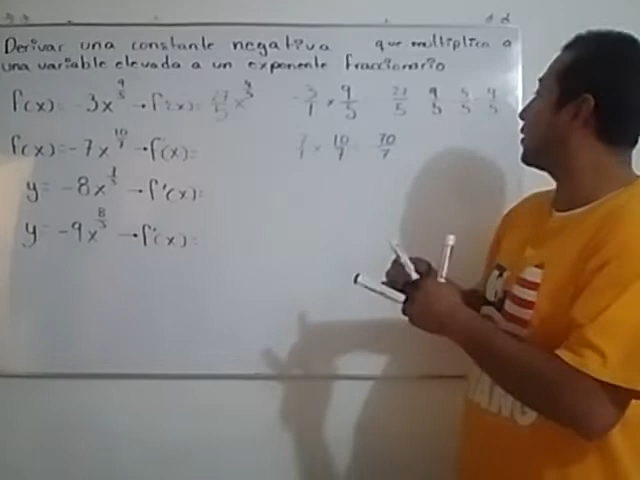 Derivar una constante negativa que multiplica a
una variable elevada a un exponente fraccionario
f(x)= -3x^9/5 → f'(x)= -27/5 x^4/5 -3/1 × 9/5 27/5 9/5 - 5/5 4/5
f(x)= -7x^10/7 → f'(x)= 7/1 × 10/7 70/7
y= -8x → f'(x)=
y= -9x^8/3 → f'(x)=